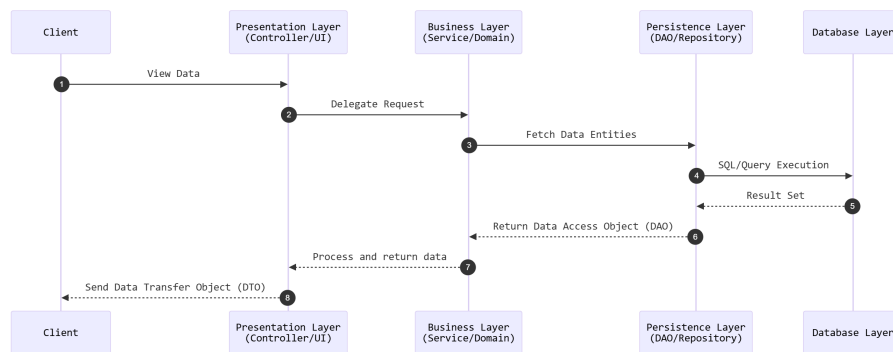 Client
Presentation Layer
(Controller/UI)
Business Layer
(Service/Domain)
Persistence Layer
(DAO/Repository)
Database Layer
1
View Data
2
Delegate Request
3
Fetch Data Entities
4
SQL/Query Execution
5
Result Set
6
Return Data Access Object (DAO)
7
Process and return data
8
Send Data Transfer Object (DTO)
Client
Presentation Layer
(Controller/UI)
Business Layer
(Service/Domain)
Persistence Layer
(DAO/Repository)
Database Layer